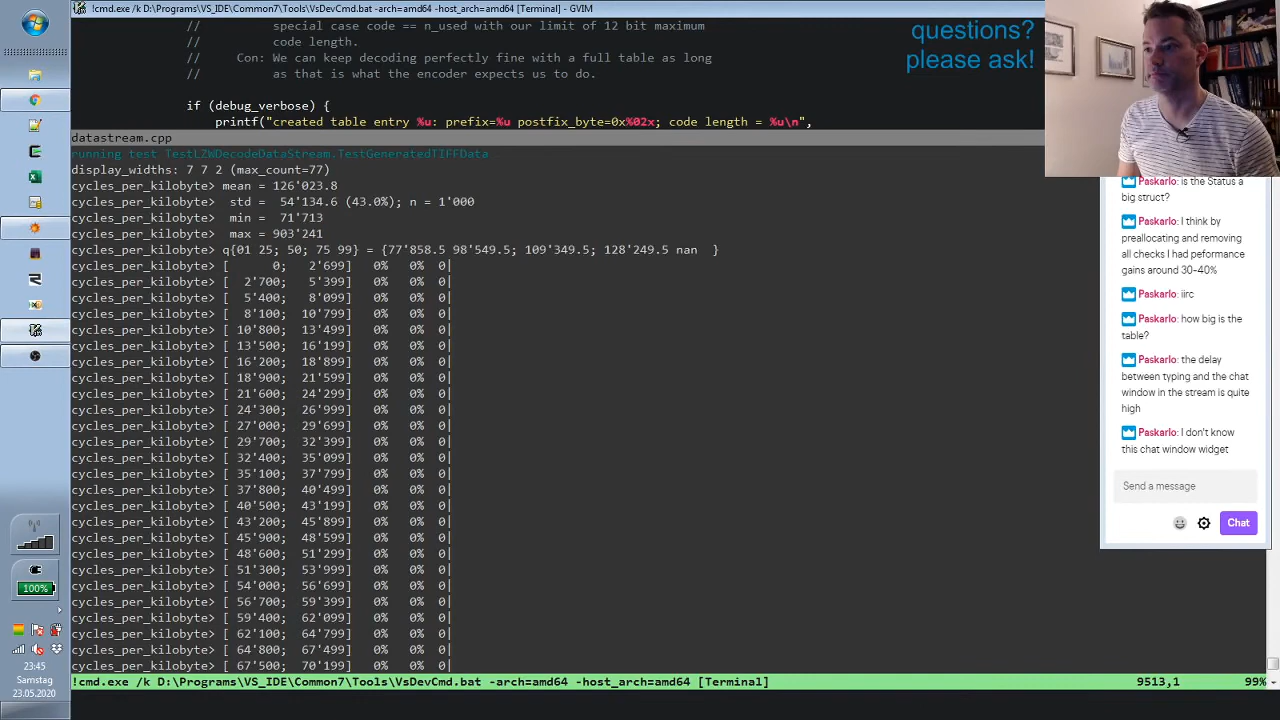 !cmd.exe /k D:\Programs\VS_IDE\Common7\Tools\VsDevCmd.bat -arch=amd64 -host_arch=amd64 [Terminal] - GVIM
// special case code == n_used with our limit of 12 bit maximum
// code length.
// Con: We can keep decoding perfectly fine with a full table as long
// as that is what the encoder expects us to do.
if (debug_verbose) {
printf("created table entry %u: prefix=%u postfix_byte=0x%02x; code length = %u\n",
questions?
please ask!
datastream.cpp
running test TestLZWDecodeDataStream.TestGeneratedTIFFData
display_widths: 7 7 2 (max_count=77)
cycles_per_kilobyte> mean = 126'023.8
cycles_per_kilobyte> std = 54'134.6 (43.0%); n = 1'000
cycles_per_kilobyte> min = 71'713
cycles_per_kilobyte> max = 903'241
cycles_per_kilobyte> q{01 25; 50; 75 99} = {77'858.5 98'549.5; 109'349.5; 128'249.5 nan }
cycles_per_kilobyte> [ 0; 2'699] 0% 0% 0|
cycles_per_kilobyte> [ 2'700; 5'399] 0% 0% 0|
cycles_per_kilobyte> [ 5'400; 8'099] 0% 0% 0|
cycles_per_kilobyte> [ 8'100; 10'799] 0% 0% 0|
cycles_per_kilobyte> [ 10'800; 13'499] 0% 0% 0|
cycles_per_kilobyte> [ 13'500; 16'199] 0% 0% 0|
cycles_per_kilobyte> [ 16'200; 18'899] 0% 0% 0|
cycles_per_kilobyte> [ 18'900; 21'599] 0% 0% 0|
cycles_per_kilobyte> [ 21'600; 24'299] 0% 0% 0|
cycles_per_kilobyte> [ 24'300; 26'999] 0% 0% 0|
cycles_per_kilobyte> [ 27'000; 29'699] 0% 0% 0|
cycles_per_kilobyte> [ 29'700; 32'399] 0% 0% 0|
cycles_per_kilobyte> [ 32'400; 35'099] 0% 0% 0|
cycles_per_kilobyte> [ 35'100; 37'799] 0% 0% 0|
cycles_per_kilobyte> [ 37'800; 40'499] 0% 0% 0|
cycles_per_kilobyte> [ 40'500; 43'199] 0% 0% 0|
cycles_per_kilobyte> [ 43'200; 45'899] 0% 0% 0|
cycles_per_kilobyte> [ 45'900; 48'599] 0% 0% 0|
cycles_per_kilobyte> [ 48'600; 51'299] 0% 0% 0|
cycles_per_kilobyte> [ 51'300; 53'999] 0% 0% 0|
cycles_per_kilobyte> [ 54'000; 56'699] 0% 0% 0|
cycles_per_kilobyte> [ 56'700; 59'399] 0% 0% 0|
cycles_per_kilobyte> [ 59'400; 62'099] 0% 0% 0|
cycles_per_kilobyte> [ 62'100; 64'799] 0% 0% 0|
cycles_per_kilobyte> [ 64'800; 67'499] 0% 0% 0|
cycles_per_kilobyte> [ 67'500; 70'199] 0% 0% 0|
!cmd.exe /k D:\Programs\VS_IDE\Common7\Tools\VsDevCmd.bat -arch=amd64 -host_arch=amd64 [Terminal] 9513,1 99%
Paskarlo: is the Status a
big struct?
Paskarlo: I think by
preallocating and removing
all checks I had peformance
gains around 30-40%
Paskarlo: iirc
Paskarlo: how big is the
table?
Paskarlo: the delay
between typing and the chat
window in the stream is quite
high
Paskarlo: I don't know
this chat window widget
Send a message
Chat
100%
23:45
Samstag
23.05.2020